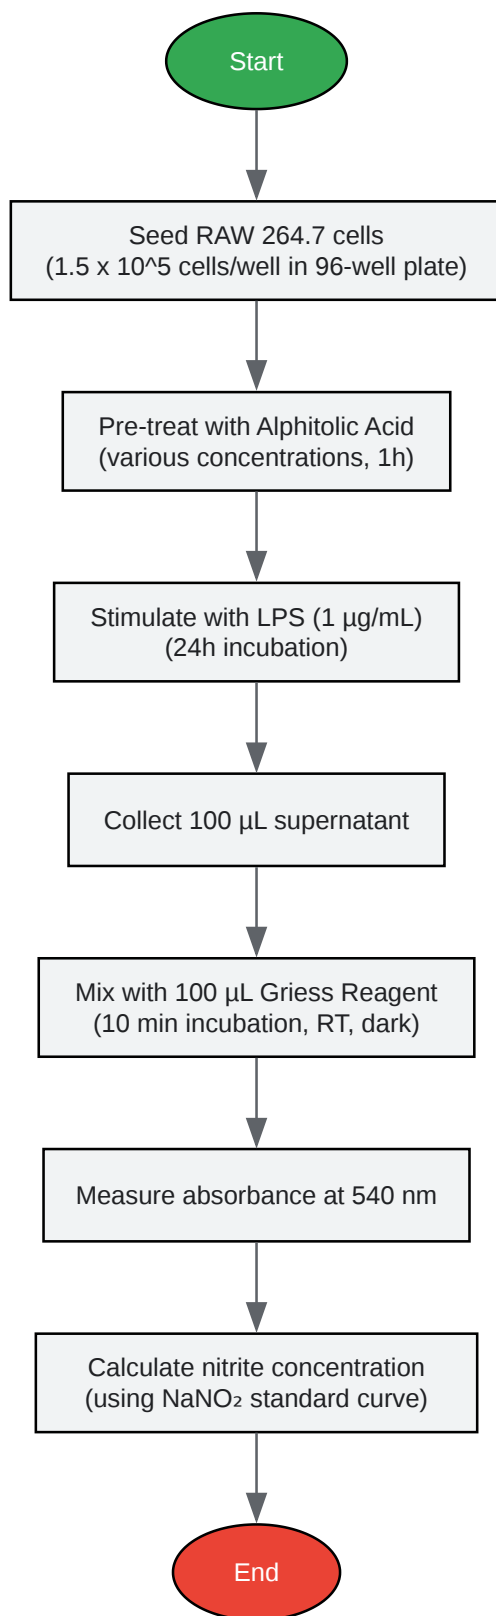 Start
Seed RAW 264.7 cells
(1.5 x 10^5 cells/well in 96-well plate)
Pre-treat with Alphitolic Acid
(various concentrations, 1h)
Stimulate with LPS (1 µg/mL)
(24h incubation)
Collect 100 µL supernatant
Mix with 100 µL Griess Reagent
(10 min incubation, RT, dark)
Measure absorbance at 540 nm
Calculate nitrite concentration
(using NaNO₂ standard curve)
End